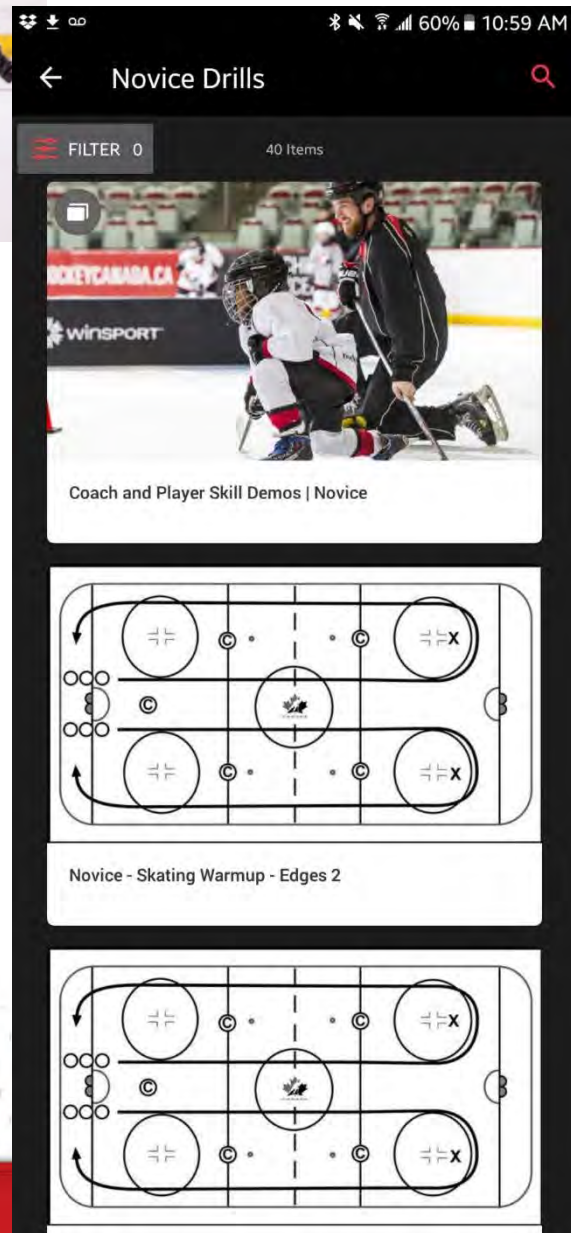 60% 10:59 AM
Novice Drills
FILTER 0
40 Items
HOCKEYCANADA.CA
WINSPORT
Coach and Player Skill Demos | Novice
C C X
C
C C X
Novice - Skating Warmup - Edges 2
C C X
C
C C X